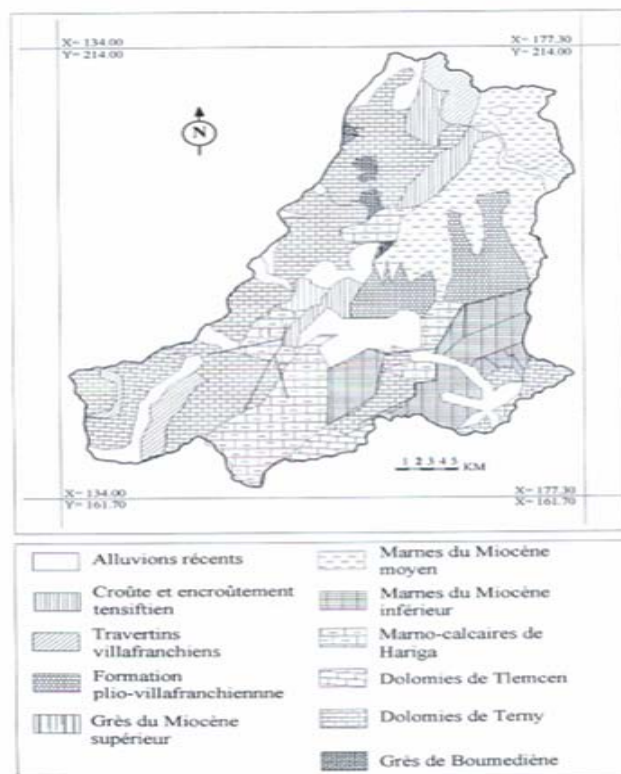 X= 134.00
Y= 214.00
X= 177.30
Y= 214.00
N
1 2 3 4 5 KM
X= 134.00
Y= 161.70
X= 177.30
X= 161.70
Alluvions récents
Croûte et encroûtement
tensiftien
Travertins
villafranchiens
Formation
plio-villafranchiennne
Grès du Miocène
supérieur
Marnes du Miocène
moyen
Marnes du Miocène
inférieur
Marno-calcaires de
Hariga
Dolomies de Tlemcen
Dolomies de Terny
Grès de Boumediène